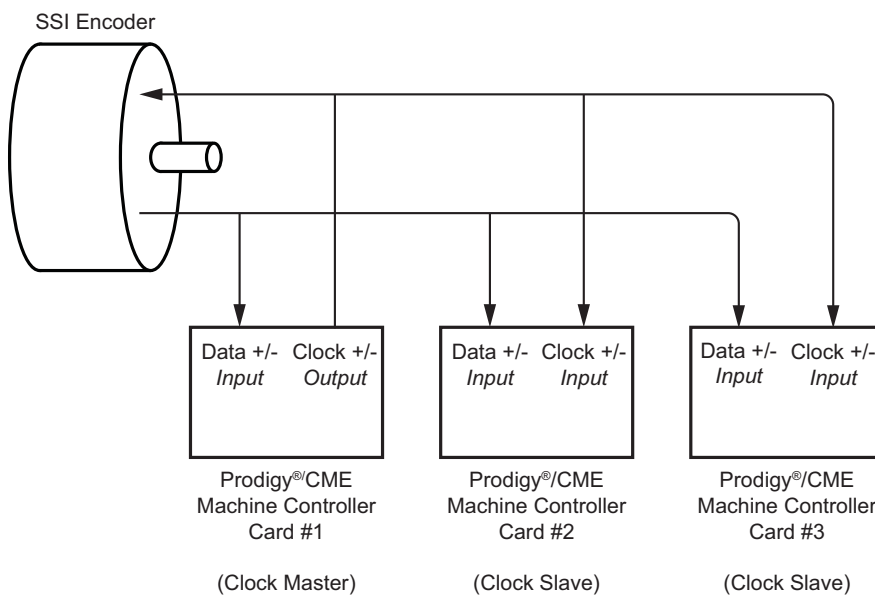 SSI Encoder
Data +/- Clock +/-
Input Output
Data +/- Clock +/-
Input Input
Data +/- Clock +/-
Input Input
Prodigy®/CME
Machine Controller
Card #1
(Clock Master)
Prodigy®/CME
Machine Controller
Card #2
(Clock Slave)
Prodigy®/CME
Machine Controller
Card #3
(Clock Slave)